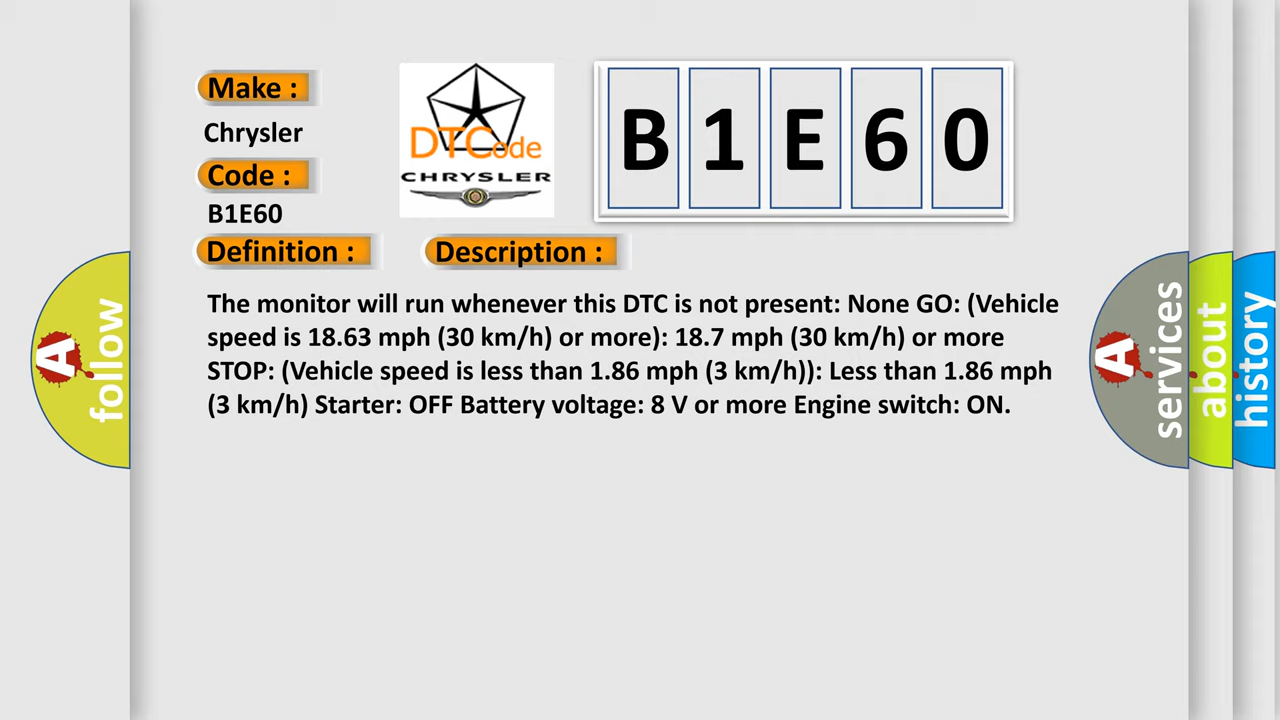 Make :
Chrysler
Code :
B1E60
Definition :
Description :
DTCode
CHRYSLER
B 1 E 6 0
The monitor will run whenever this DTC is not present: None GO: (Vehicle
speed is 18.63 mph (30 km/h) or more): 18.7 mph (30 km/h) or more
STOP: (Vehicle speed is less than 1.86 mph (3 km/h)): Less than 1.86 mph
(3 km/h) Starter: OFF Battery voltage: 8 V or more Engine switch: ON.
A follow
A services
about
history